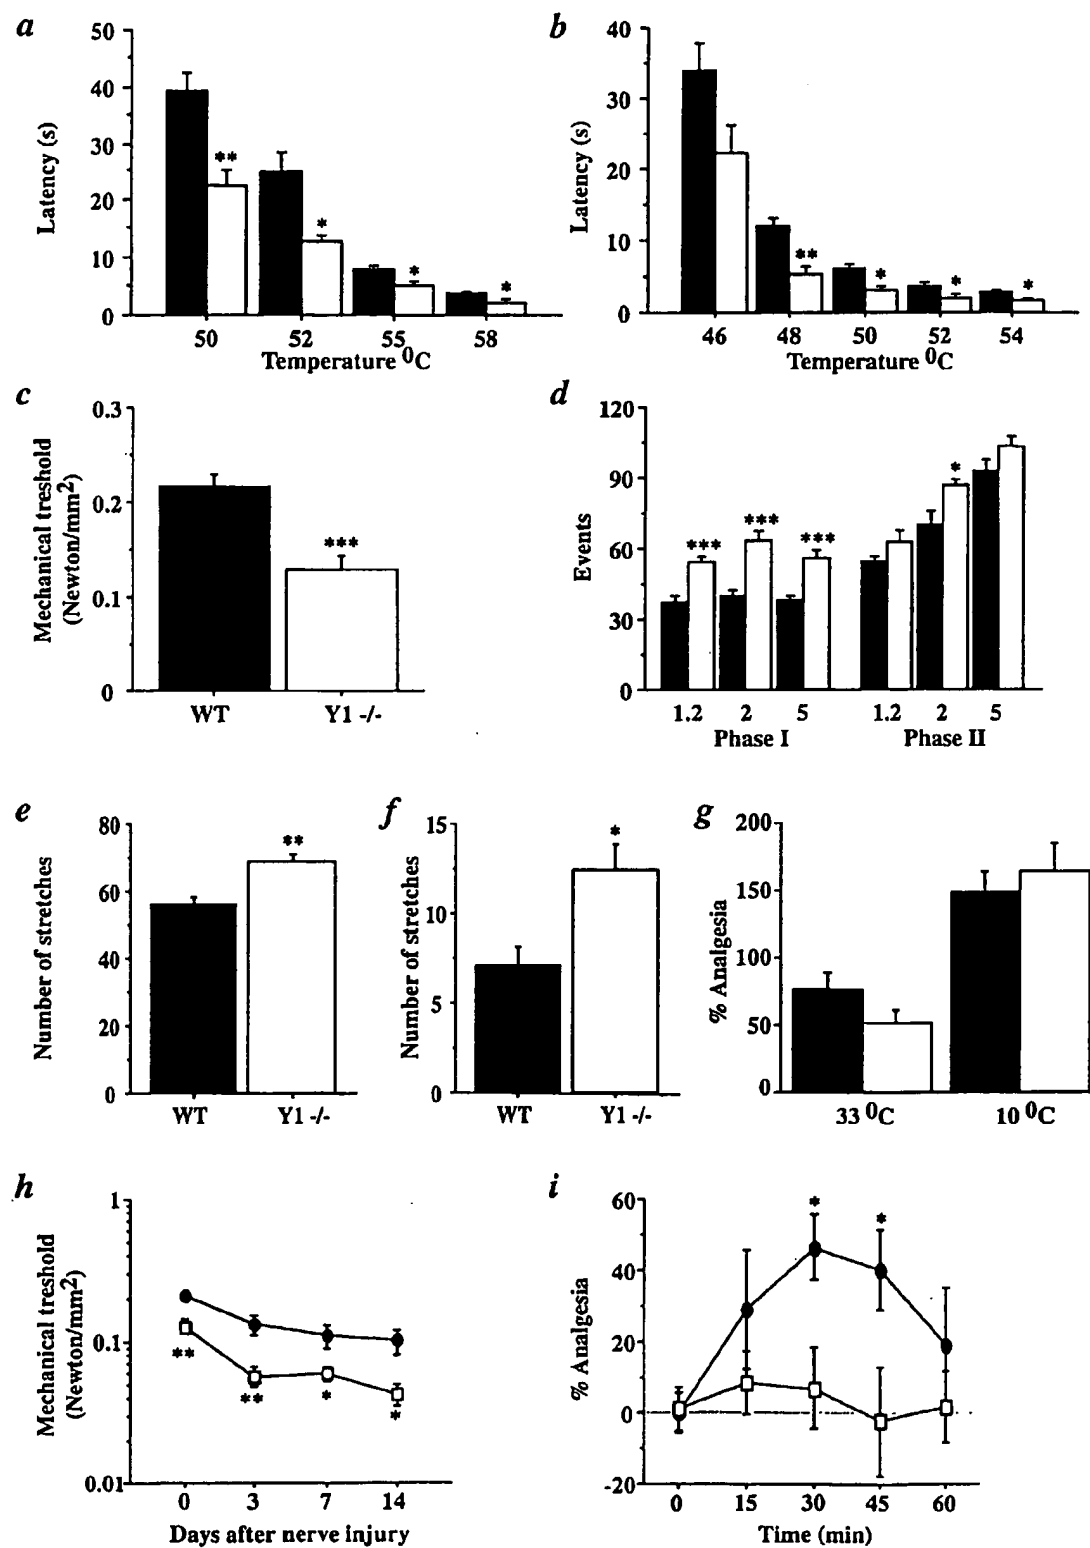 a
50
40
30
20
10
0
Latency (s)
**
*
*
*
50 52 55 58
Temperature ⁰C
b
40
30
20
10
0
Latency (s)
**
*
*
*
46 48 50 52 54
Temperature ⁰C
c
0.3
0.2
0.1
0
Mechanical treshold
(Newton/mm²)
***
WT Y1 -/-
d
120
90
60
30
0
Events
***
***
***
*
1.2 2 5 1.2 2 5
Phase I Phase II
e
80
60
40
20
0
Number of stretches
**
WT Y1 -/-
f
15
10
5
0
Number of stretches
*
WT Y1 -/-
g
200
150
100
50
0
% Analgesia
33 ⁰C 10 ⁰C
h
1
0.1
0.01
Mechanical treshold
(Newton/mm²)
**
**
*
*
0 3 7 14
Days after nerve injury
i
60
40
20
0
-20
% Analgesia
*
*
0 15 30 45 60
Time (min)